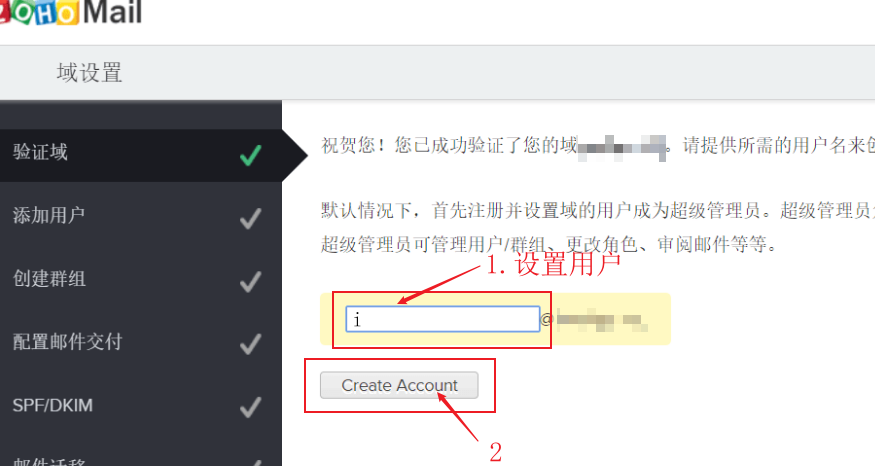 ZOHO Mail
域设置
验证域
添加用户
创建群组
配置邮件交付
SPF/DKIM
邮件迁移
祝贺您！您已成功验证了您的域 。请提供所需的用户名来创
默认情况下，首先注册并设置域的用户成为超级管理员。超级管理员
超级管理员可管理用户/群组、更改角色、审阅邮件等等。
1.设置用户
i @
Create Account
2